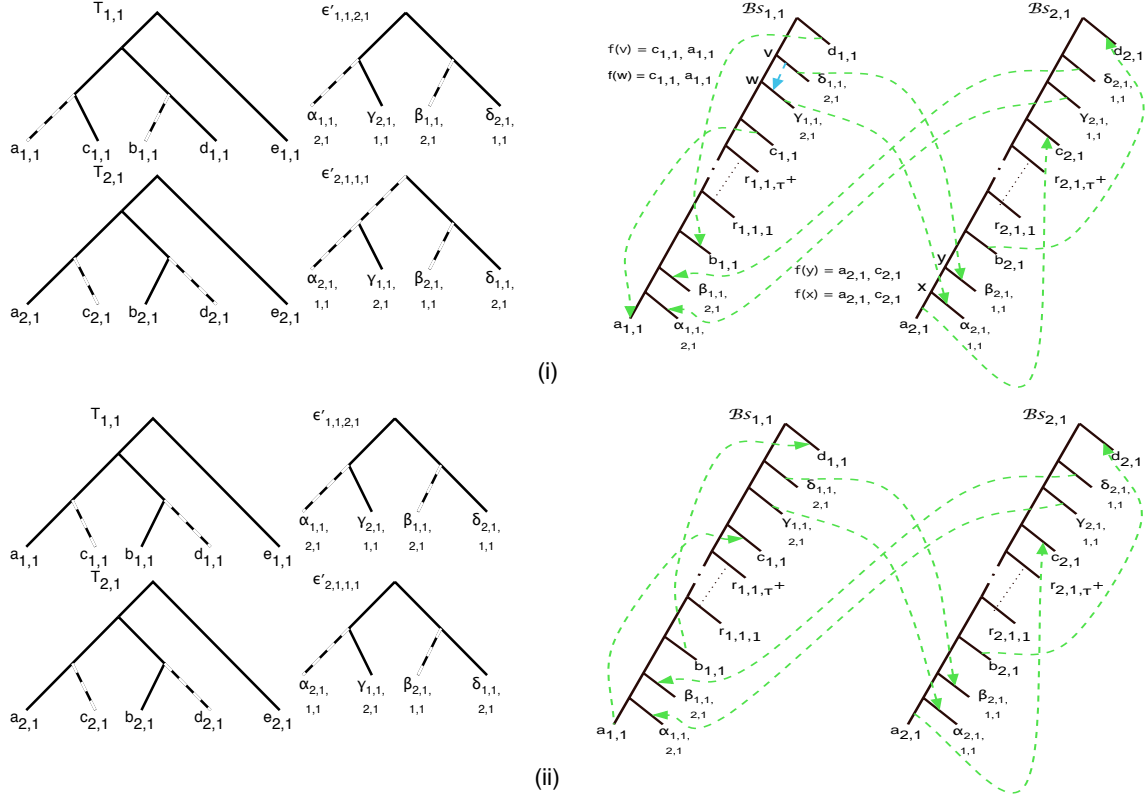 T1,1
ϵ′1,1,2,1
α1,1, 2,1
γ2,1, 1,1
β1,1, 2,1
δ2,1, 1,1
a1,1 c1,1 b1,1 d1,1 e1,1
T2,1
ϵ′2,1,1,1
α2,1, 1,1
γ1,1, 2,1
β2,1, 1,1
δ1,1, 2,1
a2,1 c2,1 b2,1 d2,1 e2,1
ℬs1,1
f(v) = c1,1, a1,1
f(w) = c1,1, a1,1
v
w
d1,1
δ1,1, 2,1
γ1,1, 2,1
c1,1
r1,1,τ+
r1,1,1
b1,1
β1,1, 2,1
α1,1, 2,1
a1,1
ℬs2,1
d2,1
δ2,1, 1,1
γ2,1, 1,1
c2,1
r2,1,τ+
r2,1,1
b2,1
y
f(y) = a2,1, c2,1
x
f(x) = a2,1, c2,1
β2,1, 1,1
α2,1, 1,1
a2,1
(i)
T1,1
ϵ′1,1,2,1
α1,1, 2,1
γ2,1, 1,1
β1,1, 2,1
δ2,1, 1,1
a1,1 c1,1 b1,1 d1,1 e1,1
T2,1
ϵ′2,1,1,1
α2,1, 1,1
γ1,1, 2,1
β2,1, 1,1
δ1,1, 2,1
a2,1 c2,1 b2,1 d2,1 e2,1
ℬs1,1
d1,1
δ1,1, 2,1
γ1,1, 2,1
c1,1
r1,1,τ+
r1,1,1
b1,1
β1,1, 2,1
α1,1, 2,1
a1,1
ℬs2,1
d2,1
δ2,1, 1,1
γ2,1, 1,1
c2,1
r2,1,τ+
r2,1,1
b2,1
β2,1, 1,1
α2,1, 1,1
a2,1
(ii)